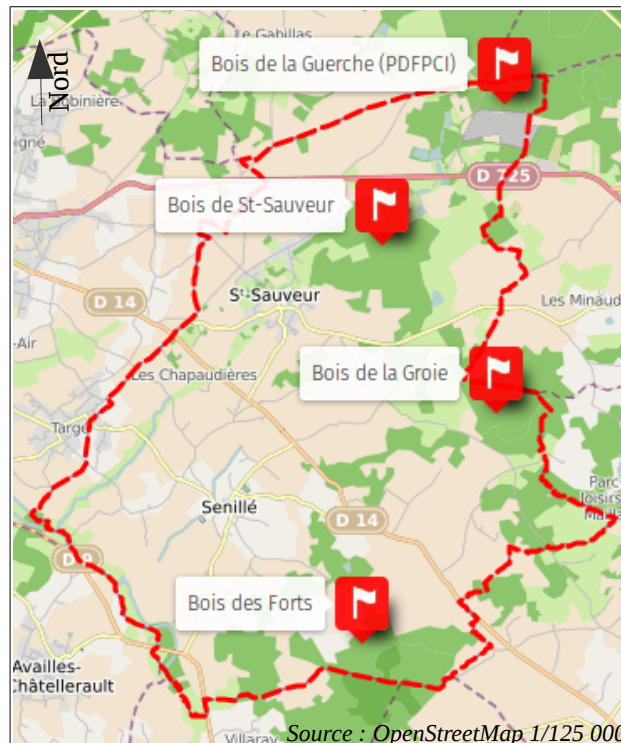 Le Gabillas
Nord
Bois de la Guerche (PDFPCI)
D 725
Bois de St-Sauveur
D 14
St-Sauveur
Les Minaud
-Air
Bois de la Groie
Les Chapaudières
Targé
Parc
loisirs
Senillé
D 14
D 9
Bois des Forts
Availles-
Châtellerault
Villaray
Source : OpenStreetMap 1/125 000